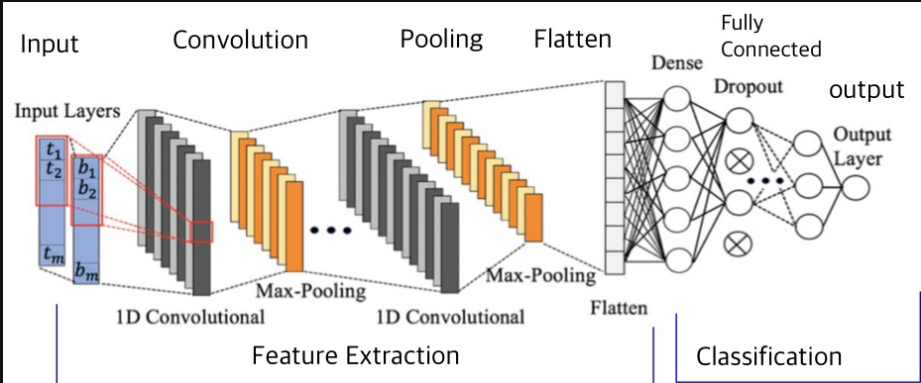 Input
Convolution
Pooling
Flatten
Fully
Connected
Dense
Dropout
output
Input Layers
Output
Layer
t₁
t₂
tₘ
b₁
b₂
bₘ
Max-Pooling
Max-Pooling
1D Convolutional
1D Convolutional
Flatten
Feature Extraction
Classification